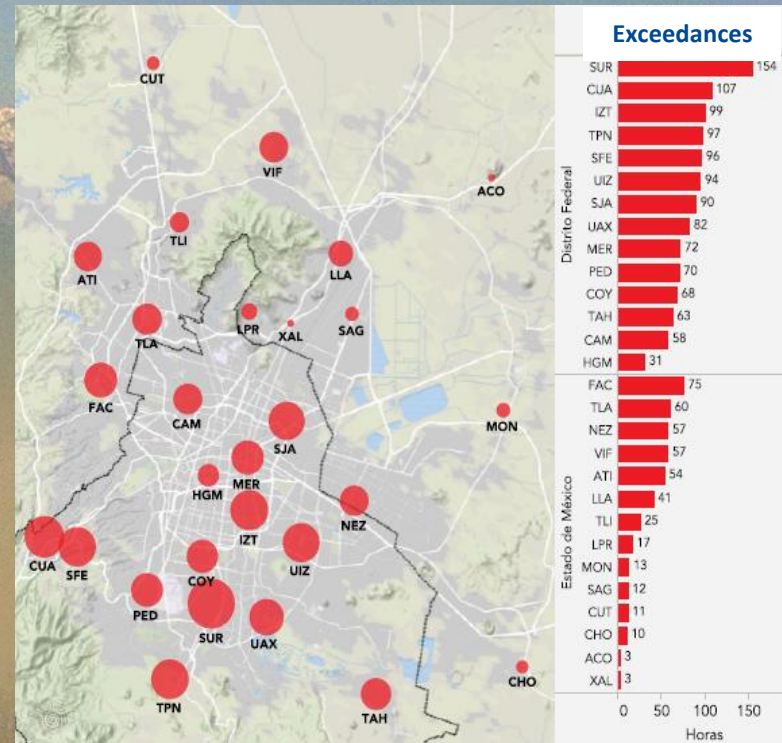 Exceedances
CUT
VIF
ACO
TLI
ATI
LLA
TLA
LPR
XAL
SAG
FAC
CAM
SJA
MON
MER
HGM
IZT
NEZ
CUA
SFE
COY
UIZ
PED
SUR
UAX
TPN
TAH
CHO
Distrito Federal
SUR 154
CUA 107
IZT 99
TPN 97
SFE 96
UIZ 94
SJA 90
UAX 82
MER 72
PED 70
COY 68
TAH 63
CAM 58
HGM 31
Estado de México
FAC 75
TLA 60
NEZ 57
VIF 57
ATI 54
LLA 41
TLI 25
LPR 17
MON 13
SAG 12
CUT 11
CHO 10
ACO 3
XAL 3
0 50 100 150
Horas